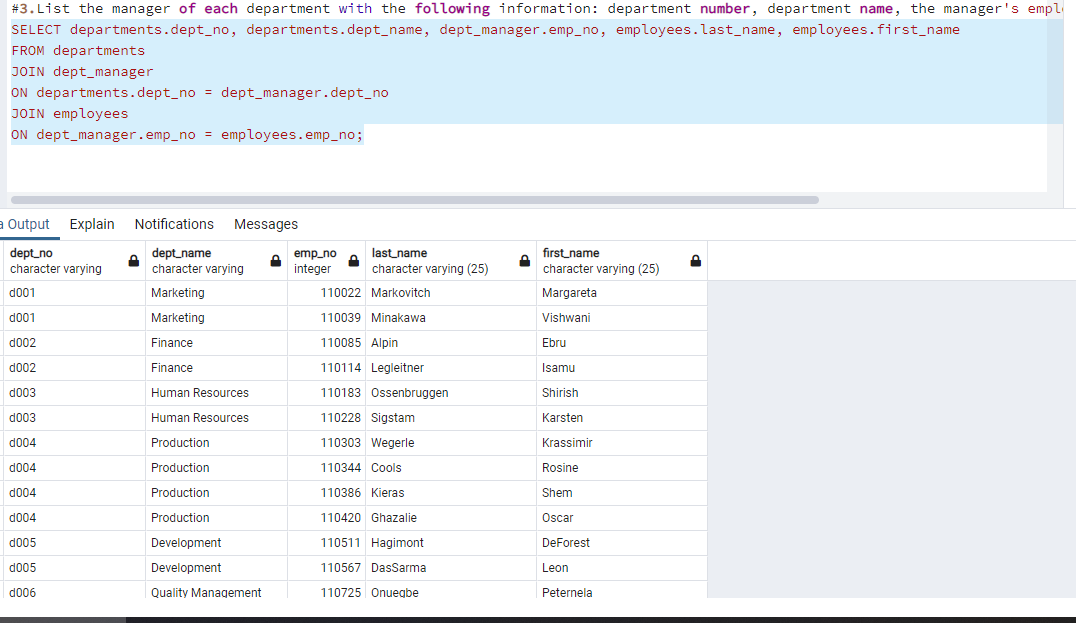 #3.List the manager of each department with the following information: department number, department name, the manager's
SELECT departments.dept_no, departments.dept_name, dept_manager.emp_no, employees.last_name, employees.first_name
FROM departments
JOIN dept_manager
ON departments.dept_no = dept_manager.dept_no
JOIN employees
ON dept_manager.emp_no = employees.emp_no;
a Output Explain Notifications Messages
dept_no dept_name emp_no last_name first_name
character varying character varying integer character varying (25) character varying (25)
d001 Marketing 110022 Markovitch Margareta
d001 Marketing 110039 Minakawa Vishwani
d002 Finance 110085 Alpin Ebru
d002 Finance 110114 Legleitner Isamu
d003 Human Resources 110183 Ossenbruggen Shirish
d003 Human Resources 110228 Sigstam Karsten
d004 Production 110303 Wegerle Krassimir
d004 Production 110344 Cools Rosine
d004 Production 110386 Kieras Shem
d004 Production 110420 Ghazalie Oscar
d005 Development 110511 Hagimont DeForest
d005 Development 110567 DasSarma Leon
d006 Quality Management 110725 Onuegbe Peternela